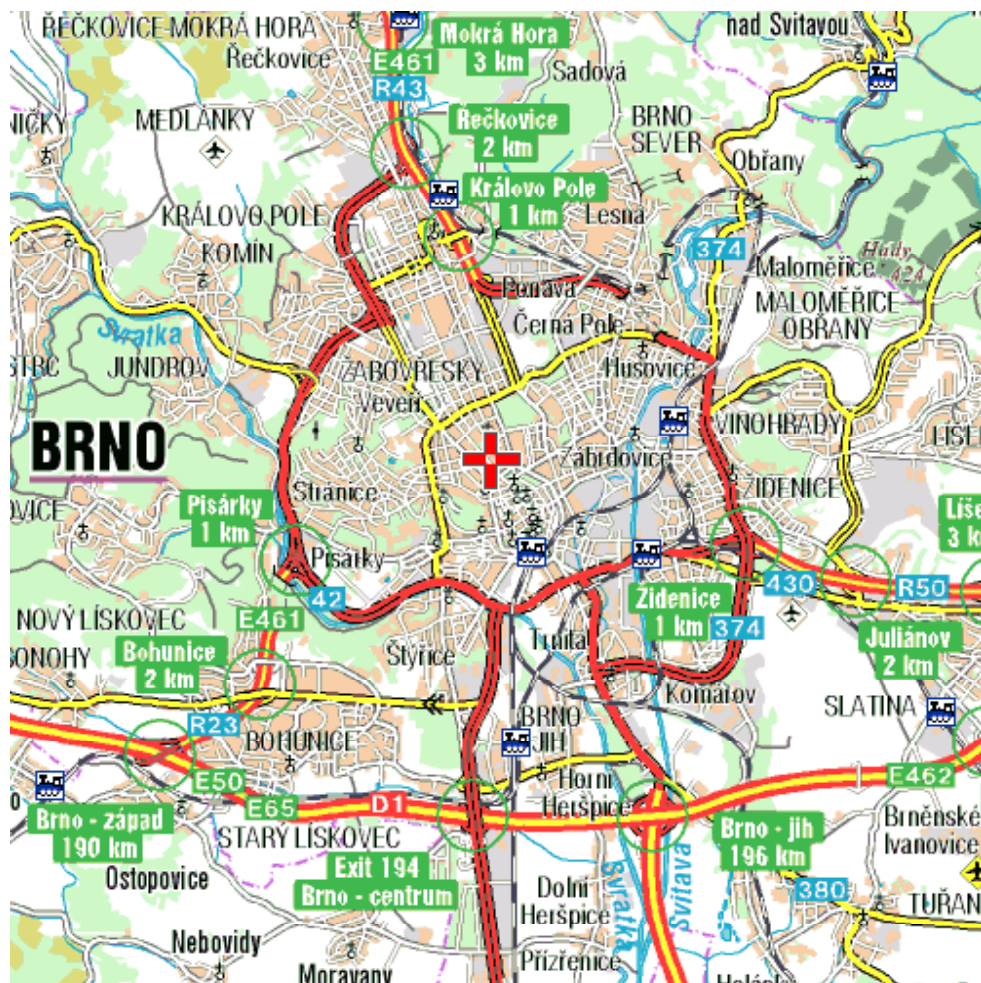 ŘEČKOVICE-MOKRÁ HORA
Řečkovice
Mokrá Hora
3 km
nad Svitavou
E461
R43
Sadová
MEDLÁNKY
Řečkovice
2 km
BRNO -
SEVER
Obřany
Královo Pole
1 km
KRÁLOVO POLE
Lesná
KOMÍN
374
Hády
424
Maloměřice
MALOMĚŘICE
OBŘANY
Ponava
Černá Pole
Svratka
JUNDROV
ŽABOVŘESKY
Veveří
Husovice
BRNO
VINOHRADY
Zábrdovice
ŽIDENICE
Stránice
Pisárky
1 km
Pisárky
42
E461
NOVÝ LÍSKOVEC
Bohunice
2 km
Štýřice
Židenice
1 km
430
374
R50
Juliánov
2 km
Trnitá
Komárov
SLATINA
R23
BOHUNICE
BRNO -
JIH
E50
E65
D1
Horní
Heršpice
E462
Brno - západ
190 km
STARÝ LÍSKOVEC
Brno - jih
196 km
Brněnské
Ivanovice
Ostopovice
Exit 194
Brno - centrum
Dolní
Heršpice
Svratka
Svitava
380
TUŘAN
Nebovidy
Moravany
Přízřenice